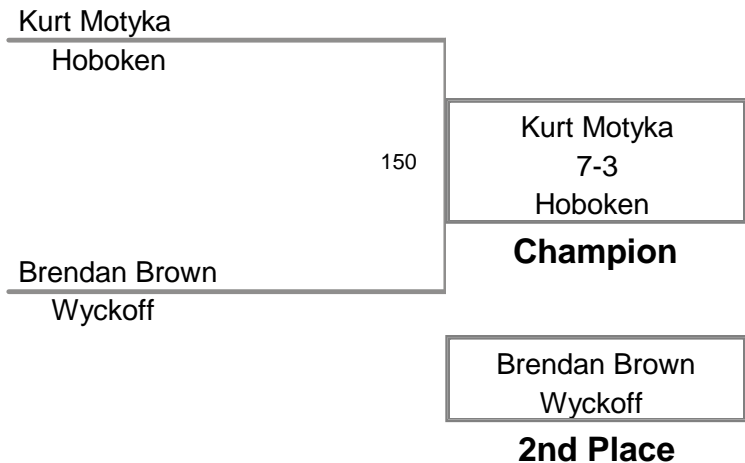 Kurt Motyka
Hoboken
150
Kurt Motyka
7-3
Hoboken
Champion
Brendan Brown
Wyckoff
Brendan Brown
Wyckoff
2nd Place